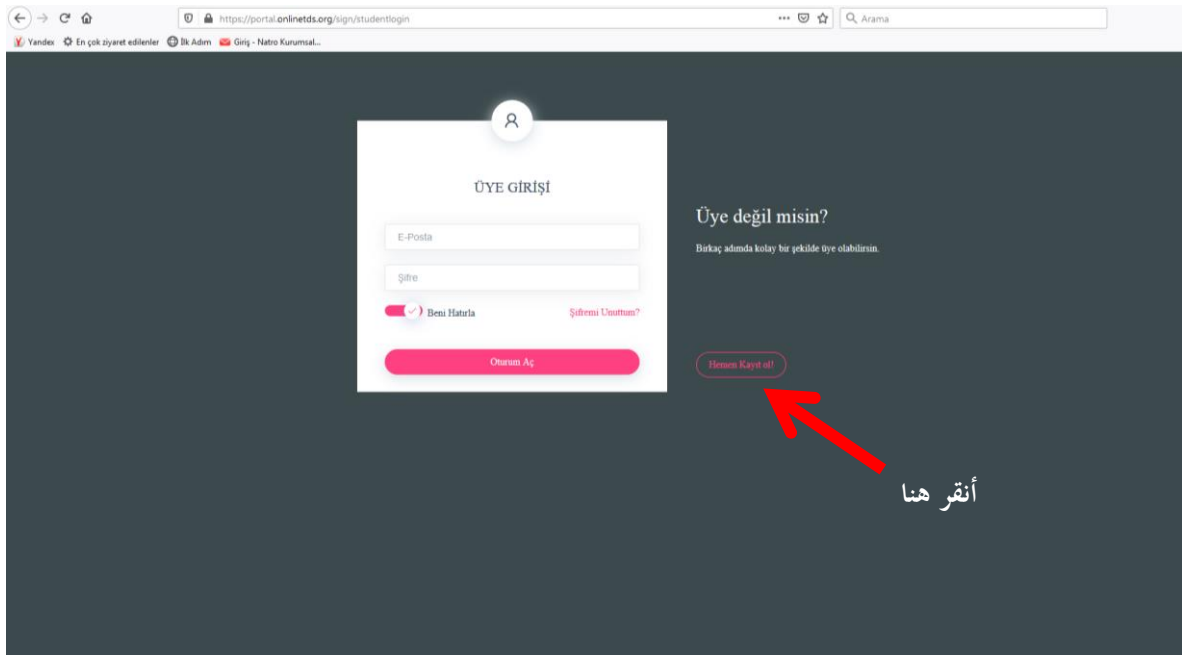 https://portal.onlinetds.org/sign/studentlogin
Arama
Yandex
En çok ziyaret edilenler
İlk Adım
Giriş - Natro Kurumsal...
ÜYE GİRİŞİ
E-Posta
Şifre
Beni Hatırla
Şifremi Unuttum?
Oturum Aç
Üye değil misin?
Birkaç adımda kolay bir şekilde üye olabilirsin.
Hemen Kayıt ol!
أنقر هنا